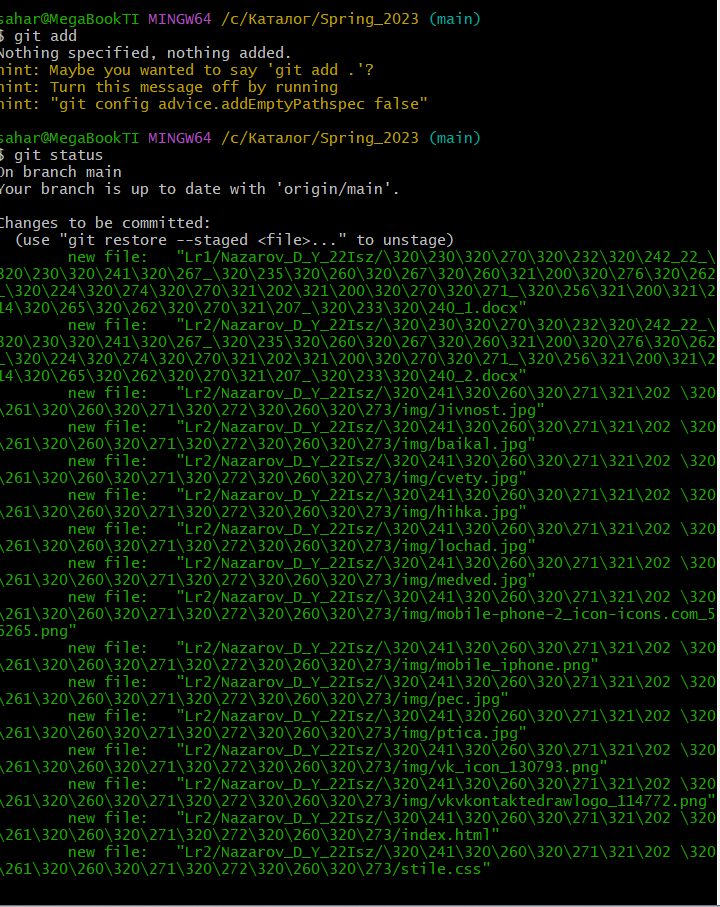 sahar@MegaBookTI MINGW64 /c/Каталог/Spring_2023 (main)
$ git add
Nothing specified, nothing added.
hint: Maybe you wanted to say 'git add .'?
hint: Turn this message off by running
hint: "git config advice.addEmptyPathspec false"
sahar@MegaBookTI MINGW64 /c/Каталог/Spring_2023 (main)
$ git status
On branch main
Your branch is up to date with 'origin/main'.
Changes to be committed:
(use "git restore --staged <file>..." to unstage)
new file:   "Lr1/Nazarov_D_Y_22Isz/\320\230\320\270\320\232\320\242_22_\
320\230\320\241\320\267_\320\235\320\260\320\267\320\260\321\200\320\276\320\262
_\320\224\320\274\320\270\321\202\321\200\320\270\320\271_\320\256\321\200\321\2
14\320\265\320\262\320\270\321\207_\320\233\320\240_1.docx"
new file:   "Lr2/Nazarov_D_Y_22Isz/\320\230\320\270\320\232\320\242_22_\
320\230\320\241\320\267_\320\235\320\260\320\267\320\260\321\200\320\276\320\262
_\320\224\320\274\320\270\321\202\321\200\320\270\320\271_\320\256\321\200\321\2
14\320\265\320\262\320\270\321\207_\320\233\320\240_2.docx"
new file:   "Lr2/Nazarov_D_Y_22Isz/\320\241\320\260\320\271\321\202 \320
\261\320\260\320\271\320\272\320\260\320\273/img/Jivnost.jpg"
new file:   "Lr2/Nazarov_D_Y_22Isz/\320\241\320\260\320\271\321\202 \320
\261\320\260\320\271\320\272\320\260\320\273/img/baikal.jpg"
new file:   "Lr2/Nazarov_D_Y_22Isz/\320\241\320\260\320\271\321\202 \320
\261\320\260\320\271\320\272\320\260\320\273/img/cvety.jpg"
new file:   "Lr2/Nazarov_D_Y_22Isz/\320\241\320\260\320\271\321\202 \320
\261\320\260\320\271\320\272\320\260\320\273/img/hihka.jpg"
new file:   "Lr2/Nazarov_D_Y_22Isz/\320\241\320\260\320\271\321\202 \320
\261\320\260\320\271\320\272\320\260\320\273/img/lochad.jpg"
new file:   "Lr2/Nazarov_D_Y_22Isz/\320\241\320\260\320\271\321\202 \320
\261\320\260\320\271\320\272\320\260\320\273/img/medved.jpg"
new file:   "Lr2/Nazarov_D_Y_22Isz/\320\241\320\260\320\271\321\202 \320
\261\320\260\320\271\320\272\320\260\320\273/img/mobile-phone-2_icon-icons.com_5
6265.png"
new file:   "Lr2/Nazarov_D_Y_22Isz/\320\241\320\260\320\271\321\202 \320
\261\320\260\320\271\320\272\320\260\320\273/img/mobile_iphone.png"
new file:   "Lr2/Nazarov_D_Y_22Isz/\320\241\320\260\320\271\321\202 \320
\261\320\260\320\271\320\272\320\260\320\273/img/pec.jpg"
new file:   "Lr2/Nazarov_D_Y_22Isz/\320\241\320\260\320\271\321\202 \320
\261\320\260\320\271\320\272\320\260\320\273/img/ptica.jpg"
new file:   "Lr2/Nazarov_D_Y_22Isz/\320\241\320\260\320\271\321\202 \320
\261\320\260\320\271\320\272\320\260\320\273/img/vk_icon_130793.png"
new file:   "Lr2/Nazarov_D_Y_22Isz/\320\241\320\260\320\271\321\202 \320
\261\320\260\320\271\320\272\320\260\320\273/img/vkvkontaktedrawlogo_114772.png"
new file:   "Lr2/Nazarov_D_Y_22Isz/\320\241\320\260\320\271\321\202 \320
\261\320\260\320\271\320\272\320\260\320\273/index.html"
new file:   "Lr2/Nazarov_D_Y_22Isz/\320\241\320\260\320\271\321\202 \320
\261\320\260\320\271\320\272\320\260\320\273/stile.css"